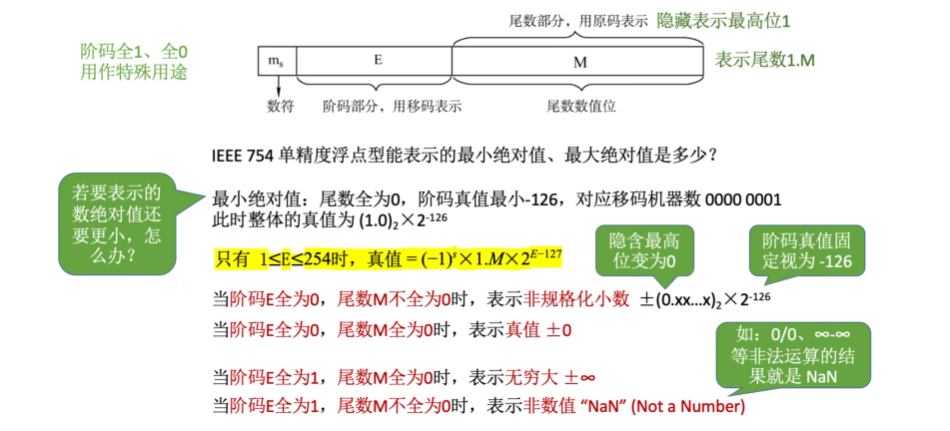 尾数部分，用原码表示 隐藏表示最高位1
阶码全1、全0
用作特殊用途
mₛ
E
M
表示尾数1.M
数符
阶码部分，用移码表示
尾数数值位
IEEE 754 单精度浮点型能表示的最小绝对值、最大绝对值是多少？
若要表示的
数绝对值还
要更小，怎
么办？
最小绝对值：尾数全为0，阶码真值最小-126，对应移码机器数 0000 0001
此时整体的真值为 (1.0)₂×2⁻¹²⁶
只有 1≤E≤254时，真值 = (−1)ˢ×1.M×2ᴱ⁻¹²⁷
隐含最高
位变为0
阶码真值固
定视为 -126
当阶码E全为0，尾数M不全为0时，表示非规格化小数 ±(0.xx...x)₂×2⁻¹²⁶
当阶码E全为0，尾数M全为0时，表示真值 ±0
如：0/0、∞-∞
等非法运算的结
果就是 NaN
当阶码E全为1，尾数M全为0时，表示无穷大 ±∞
当阶码E全为1，尾数M不全为0时，表示非数值 “NaN” (Not a Number)